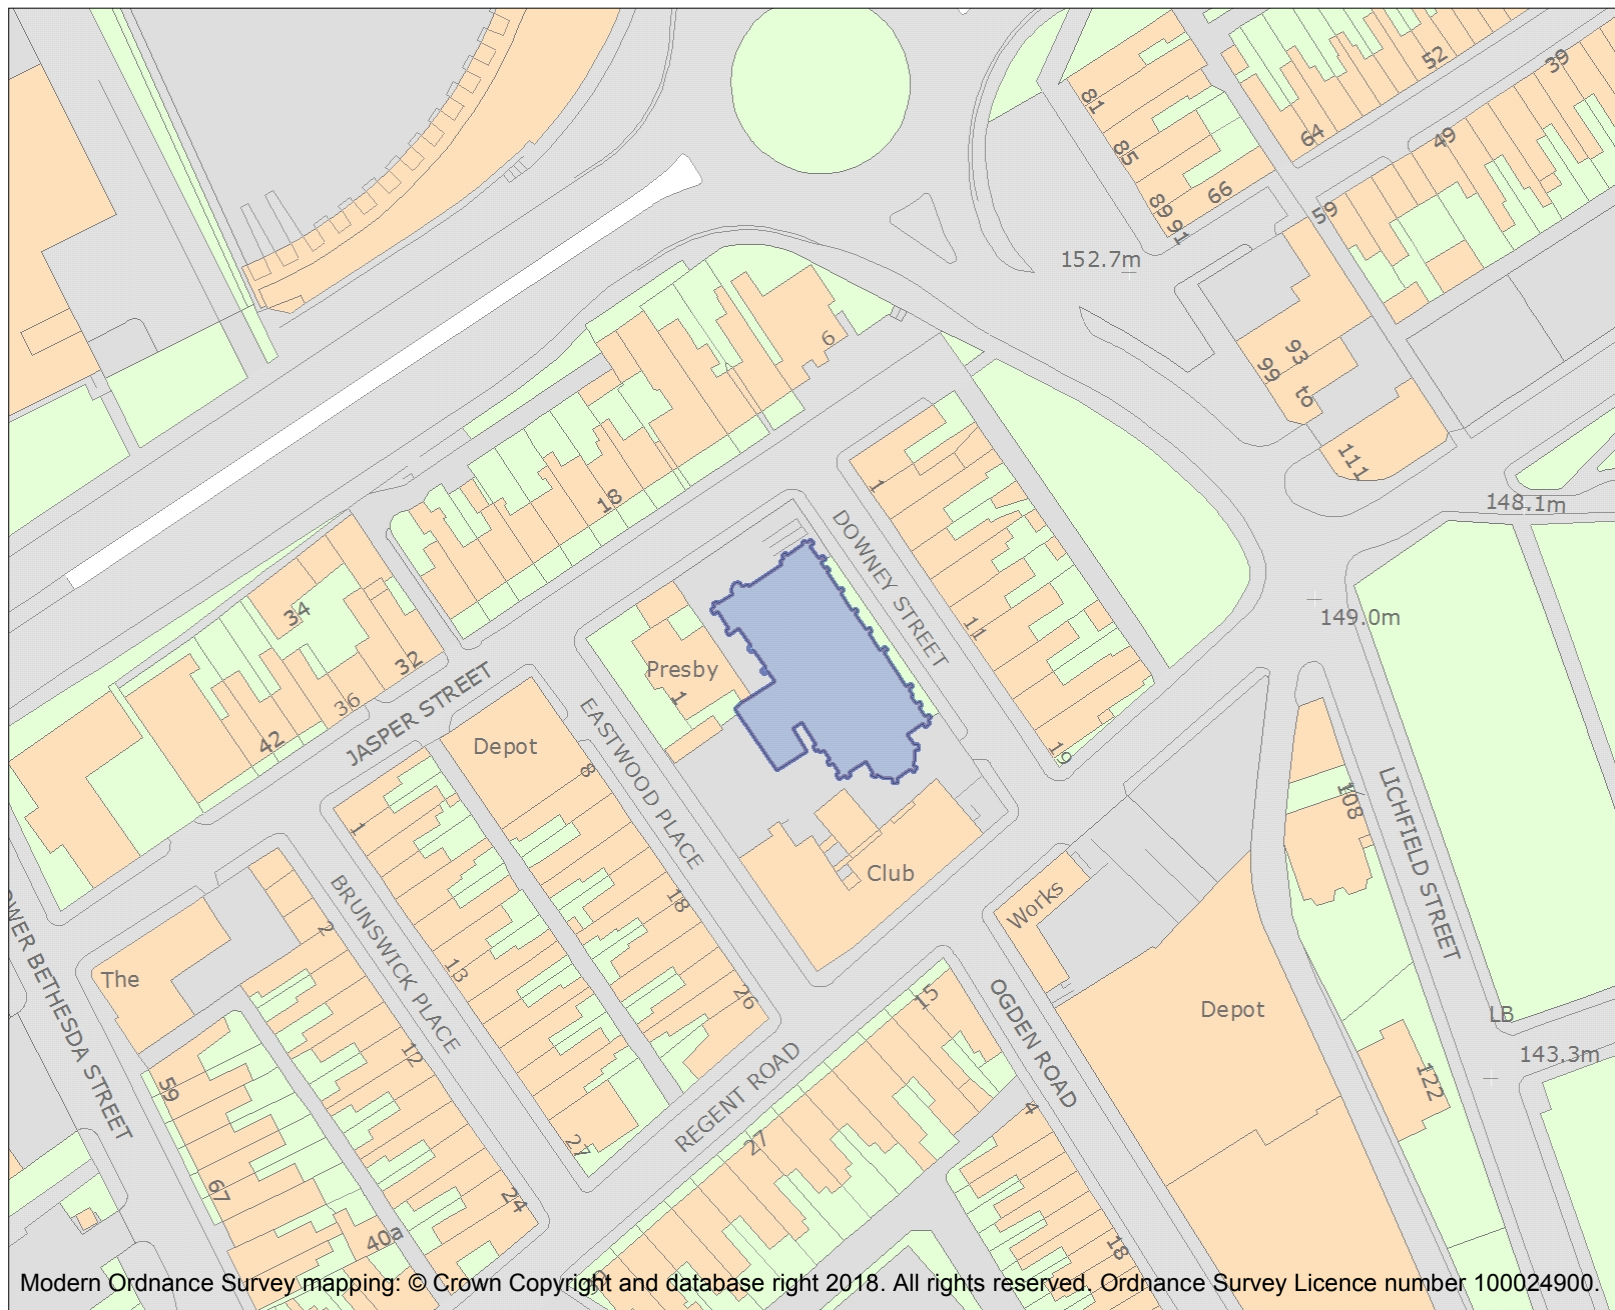 52
39
81
64
49
85
66
89
91
59
152.7m
6
93
99
to
111
1
18
148.1m
DOWNEY STREET
34
11
149.0m
32
Presby
1
36
JASPER STREET
42
EASTWOOD PLACE
Depot
8
19
LICHFIELD STREET
108
1
Club
BRUNSWICK PLACE
18
Works
2
OWER BETHESDA STREET
The
13
26
15
OGDEN ROAD
Depot
LB
12
REGENT ROAD
143.3m
59
122
4
27
27
67
24
40a
18
Modern Ordnance Survey mapping: © Crown Copyright and database right 2018. All rights reserved. Ordnance Survey Licence number 100024900.